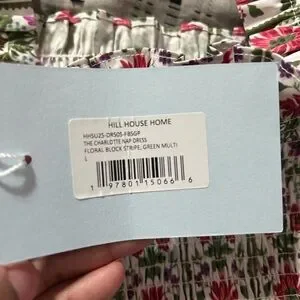 HILL HOUSE HOME
HHSU25-DR505-FBSGP
THE CHARLOTTE NAP DRESS
FLORAL BLOCK STRIPE, GREEN MULTI
L
1 97801 15066 6